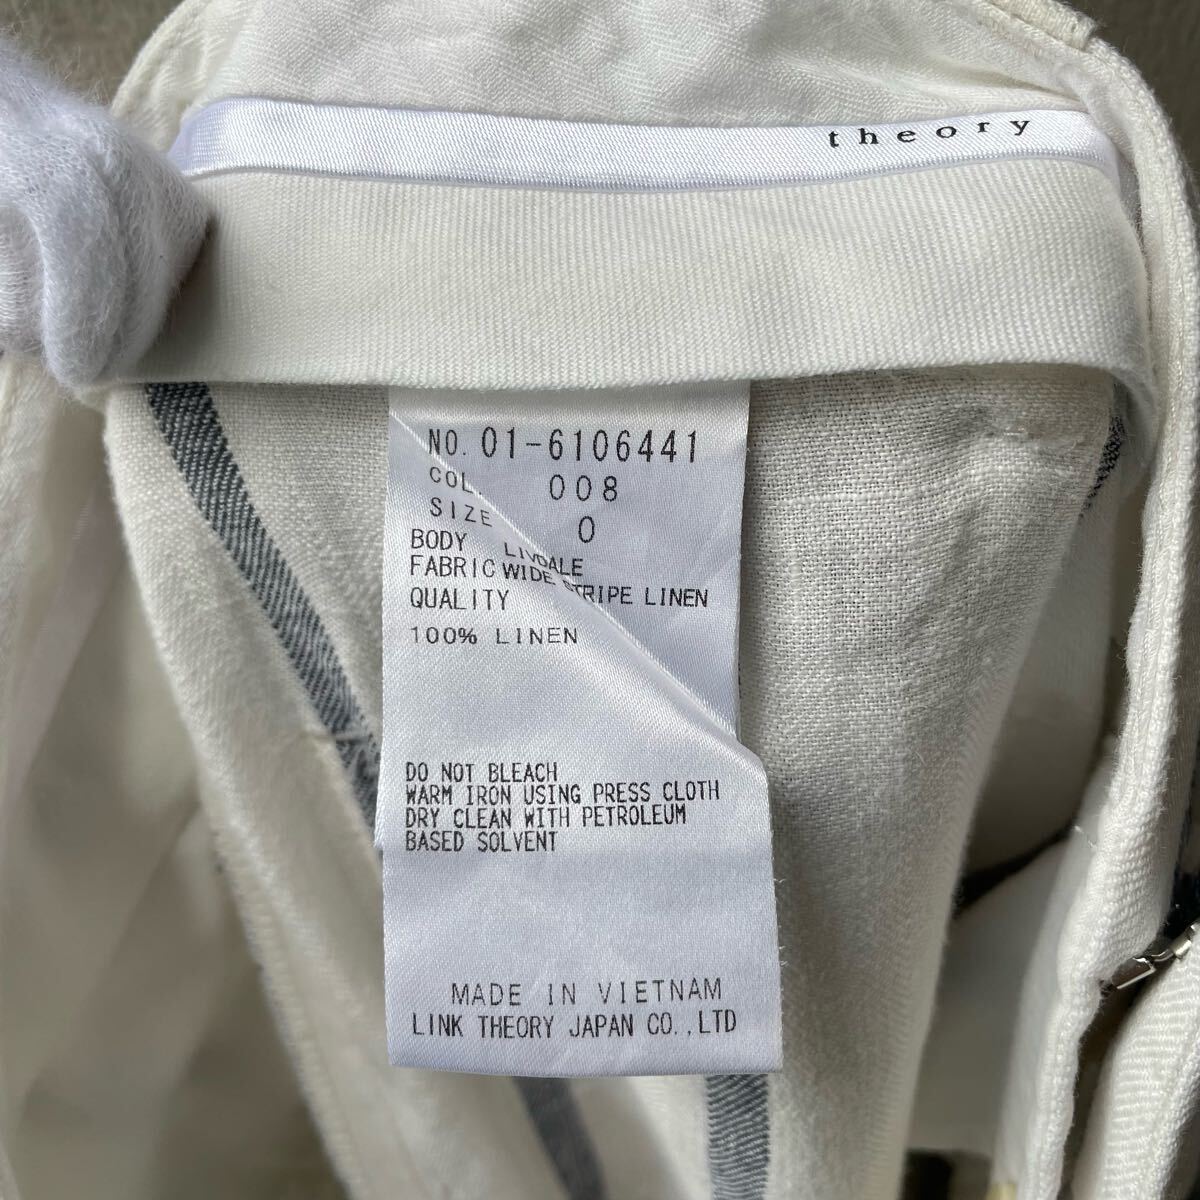 theory
NO. 01-6106441
COL. 008
SIZE 0
BODY LIVDALE
FABRIC WIDE STRIPE LINEN
QUALITY
100% LINEN
DO NOT BLEACH
WARM IRON USING PRESS CLOTH
DRY CLEAN WITH PETROLEUM
BASED SOLVENT
MADE IN VIETNAM
LINK THEORY JAPAN CO.,LTD